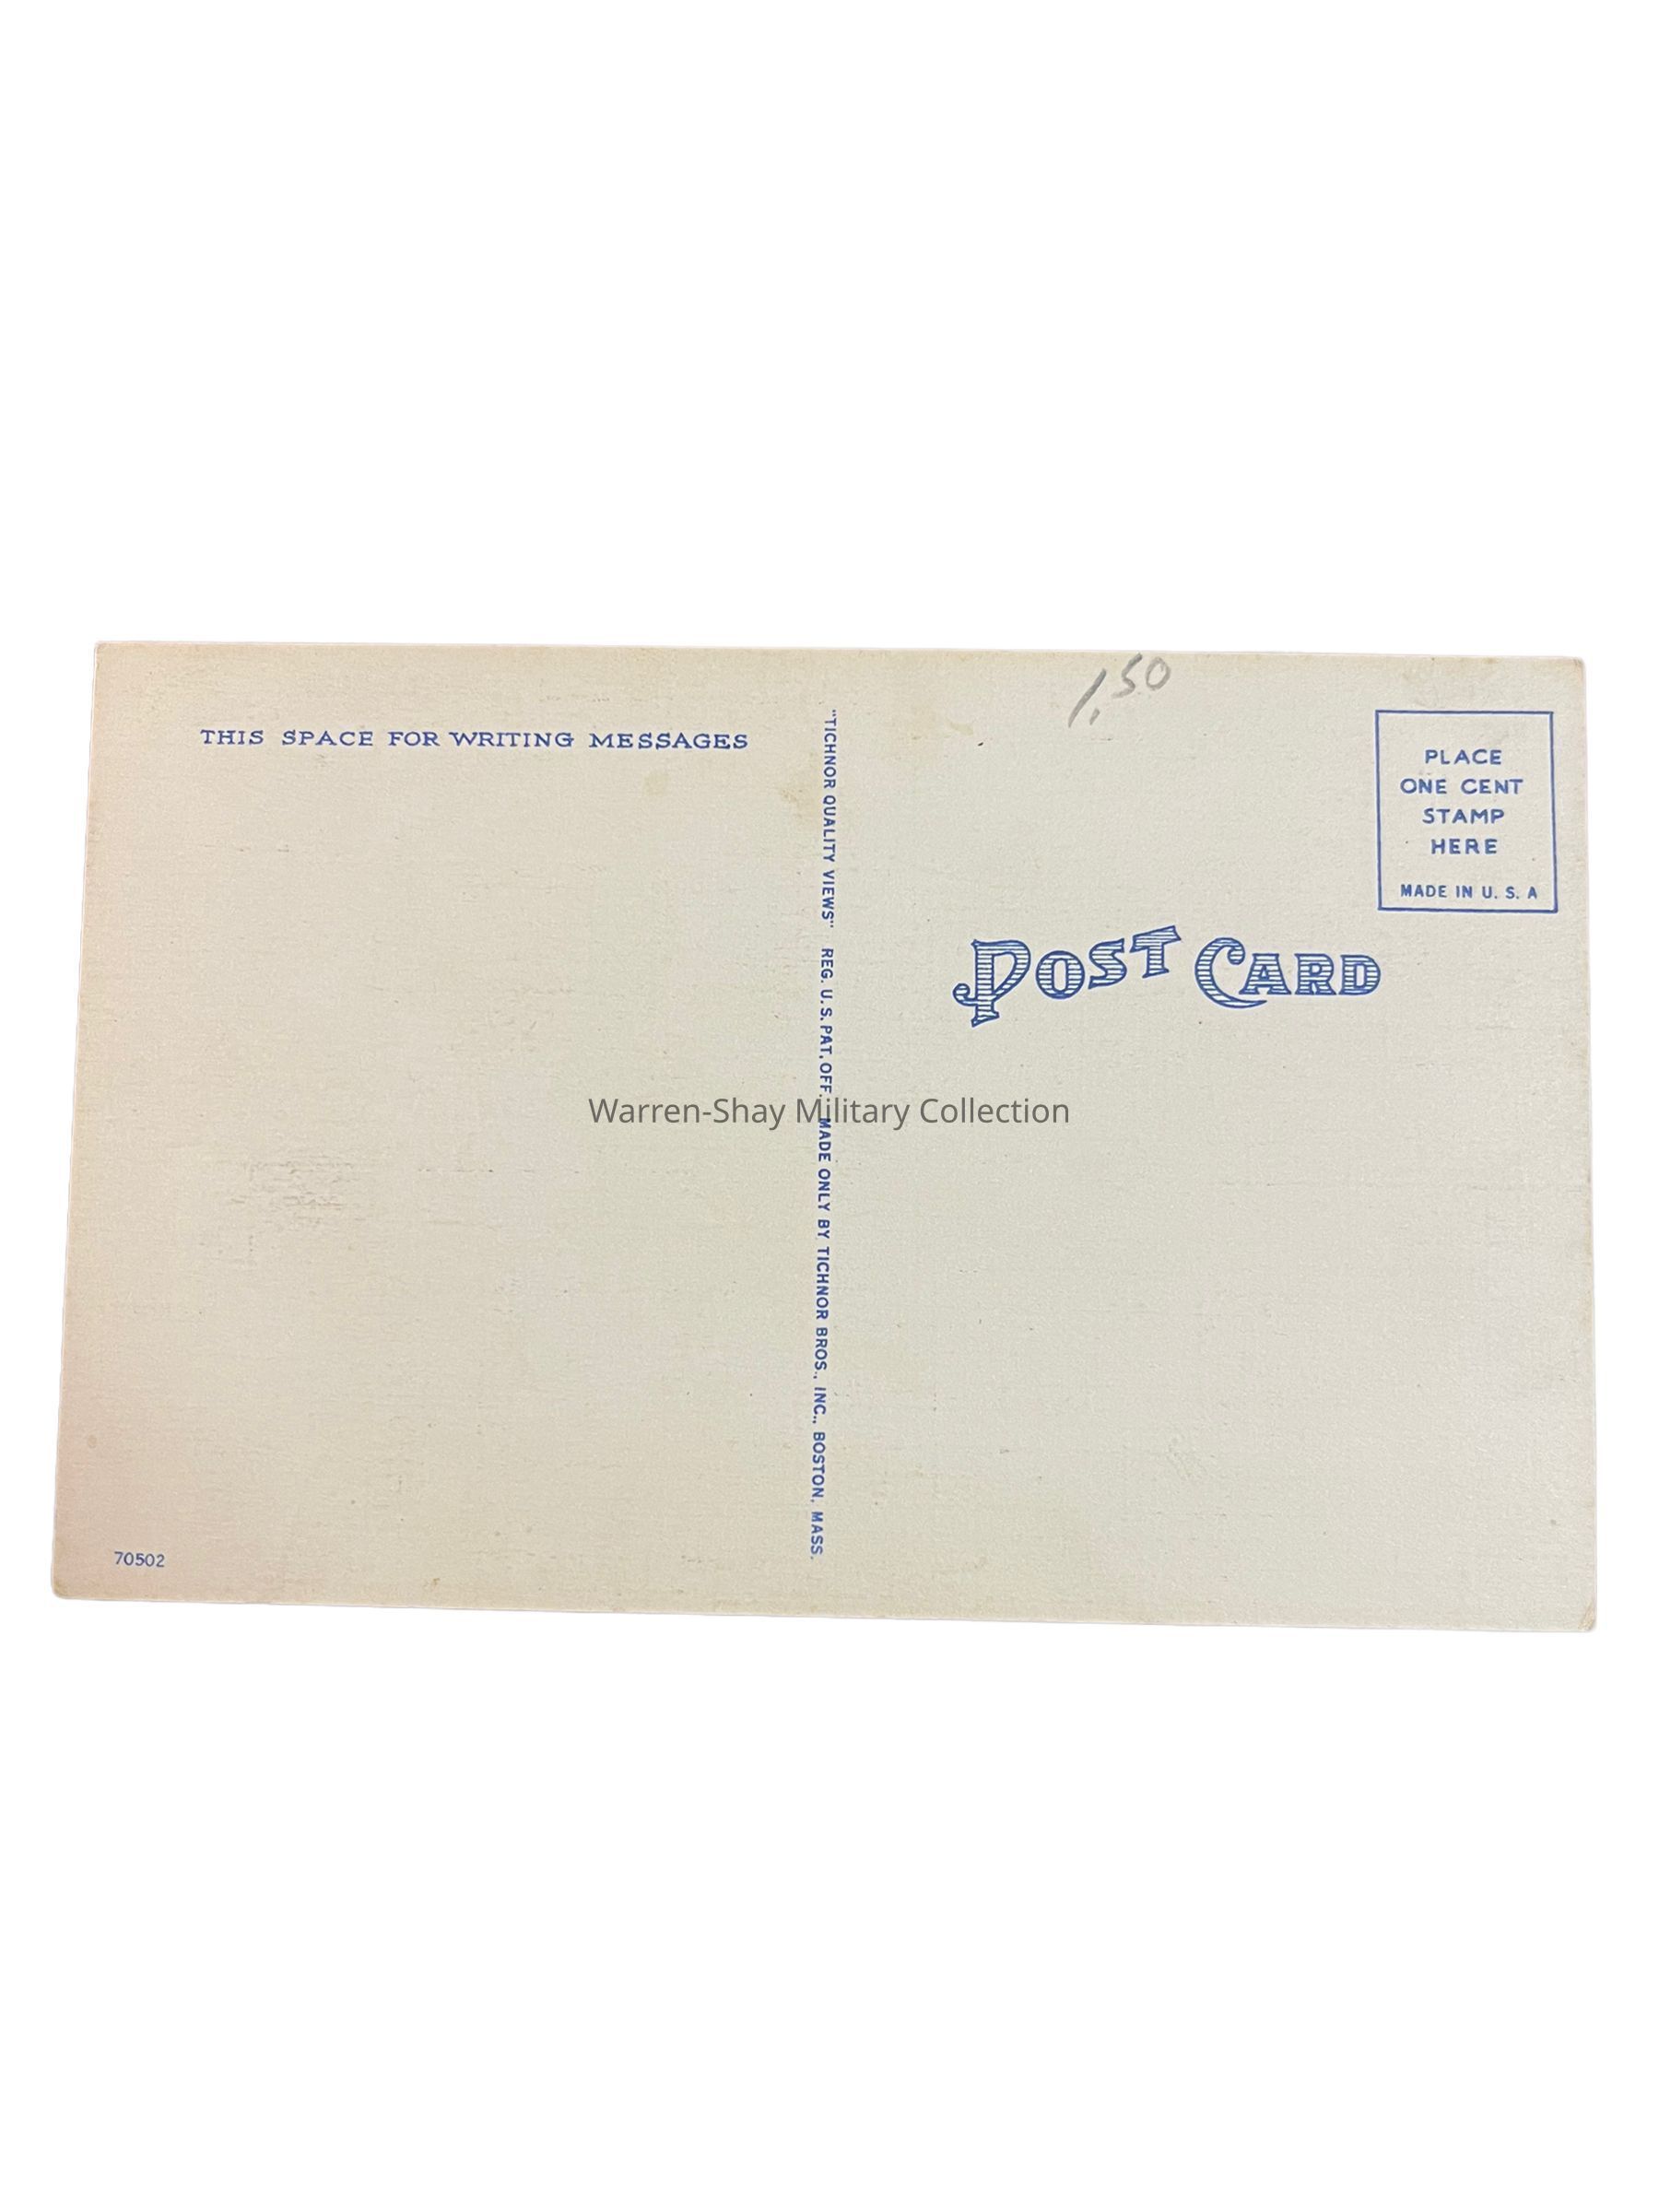 1.50
THIS SPACE FOR WRITING MESSAGES
"TICHNOR QUALITY VIEWS" REG. U. S. PAT. OFF. MADE ONLY BY TICHNOR BROS., INC., BOSTON, MASS.
PLACE
ONE CENT
STAMP
HERE
MADE IN U. S. A
POST CARD
Warren-Shay Military Collection
70502